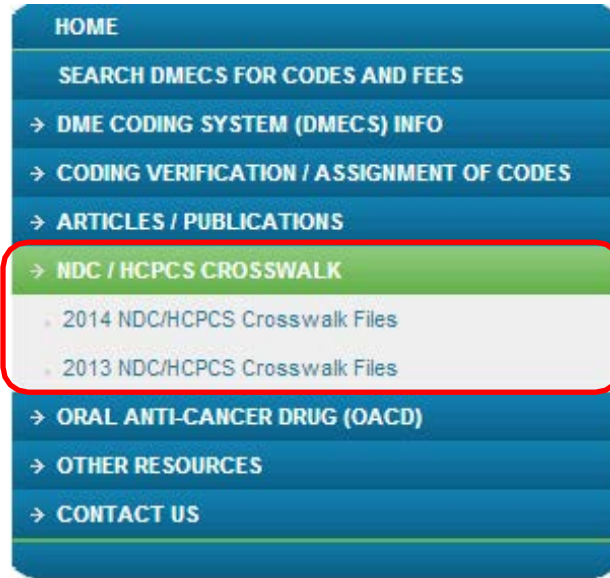 HOME
SEARCH DMECS FOR CODES AND FEES
DME CODING SYSTEM (DMECS) INFO
CODING VERIFICATION / ASSIGNMENT OF CODES
ARTICLES / PUBLICATIONS
NDC / HCPCS CROSSWALK
2014 NDC/HCPCS Crosswalk Files
2013 NDC/HCPCS Crosswalk Files
ORAL ANTI-CANCER DRUG (OACD)
OTHER RESOURCES
CONTACT US